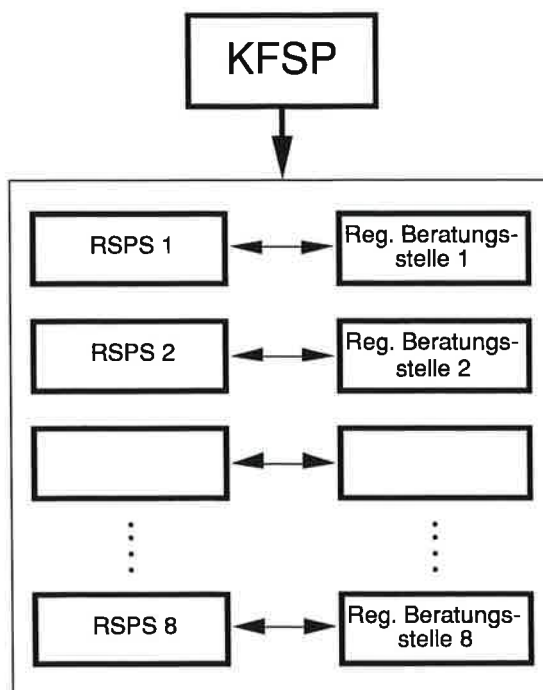 KFSP
RSPS 1
Reg. Beratungs-
stelle 1
RSPS 2
Reg. Beratungs-
stelle 2
RSPS 8
Reg. Beratungs-
stelle 8